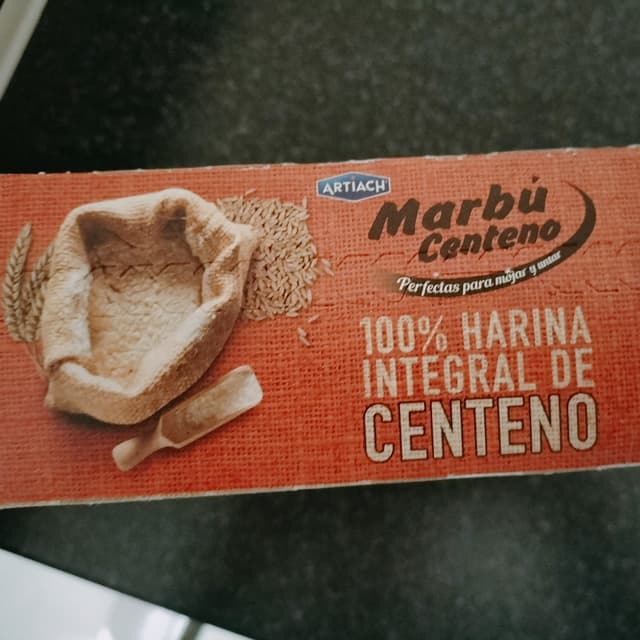 ARTIACH
Marbú
Centeno
Perfectas para mojar y untar
100% HARINA
INTEGRAL DE
CENTENO